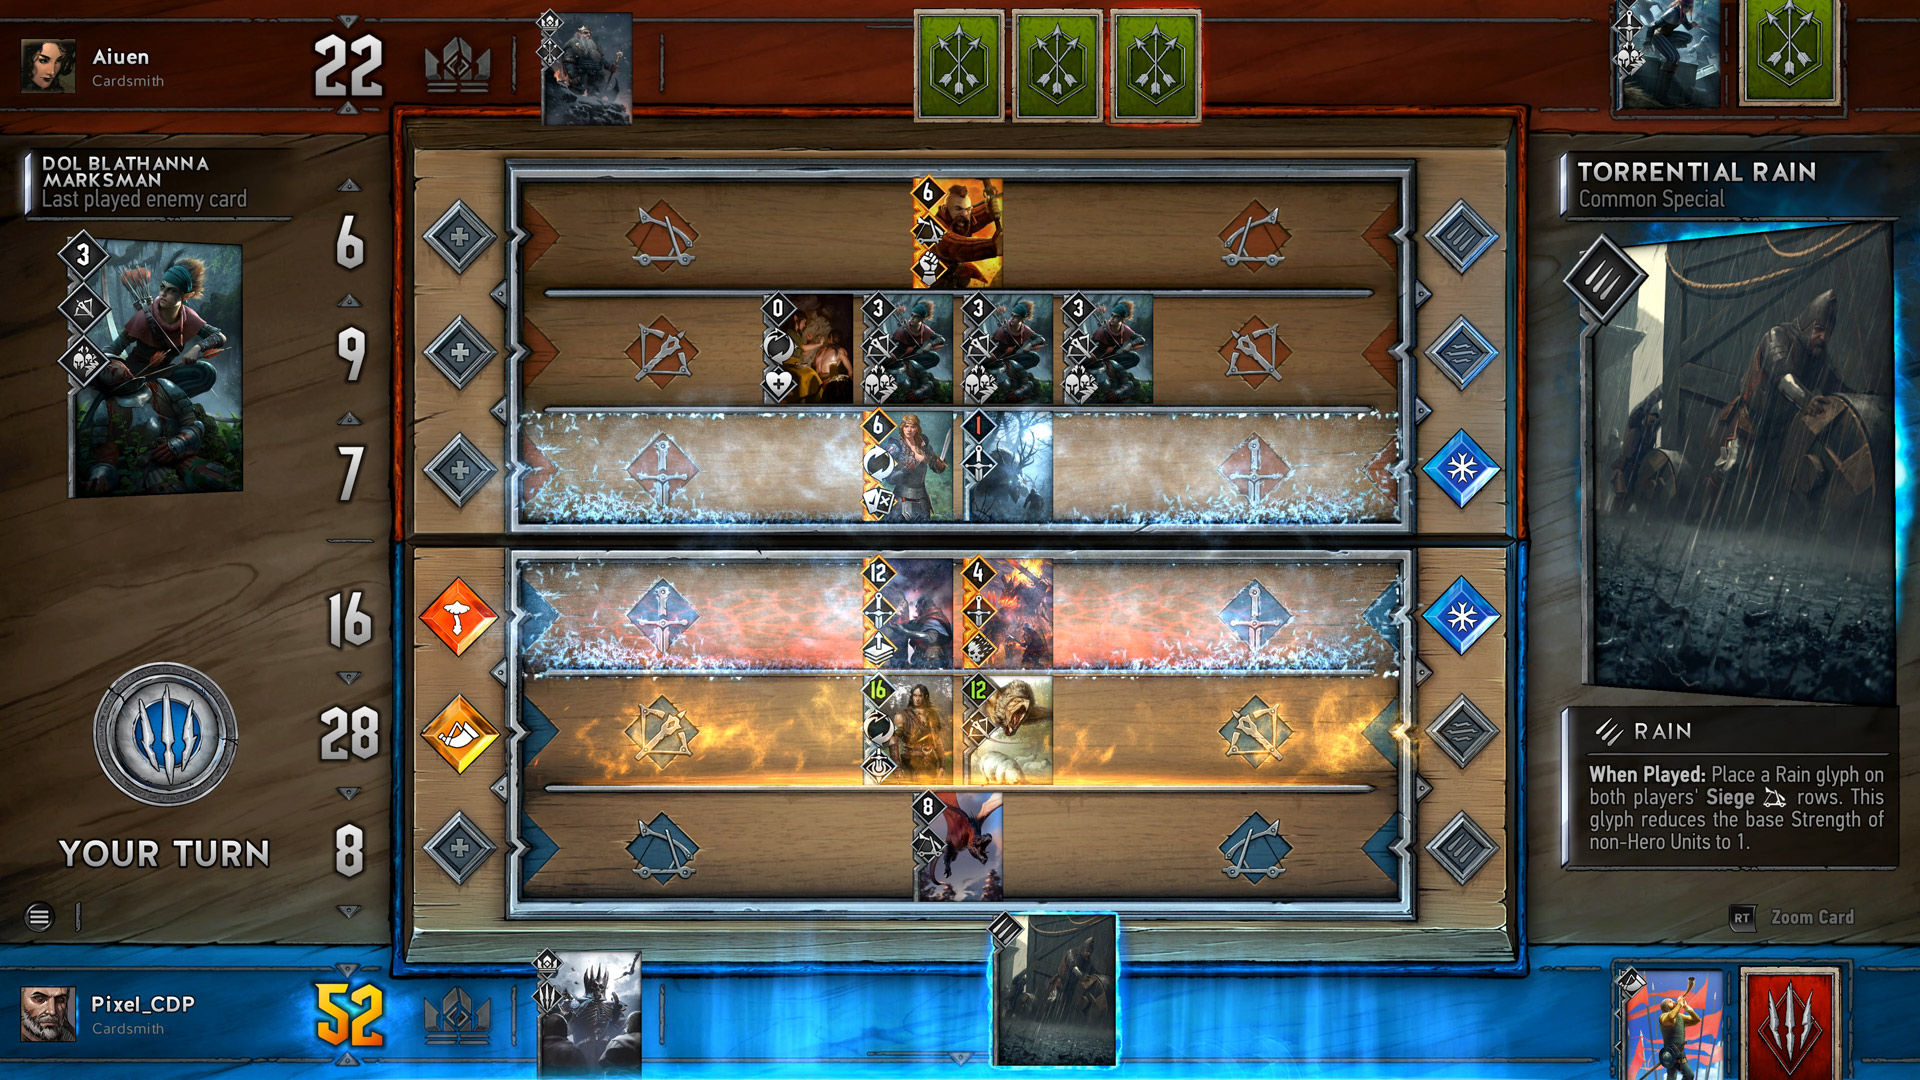 Aiuen
Cardsmith
22
DOL BLATHANNA
MARKSMAN
Last played enemy card
3
6
9
7
16
28
8
6
0
3
3
3
6
1
12
4
16
12
8
YOUR TURN
Pixel_CDP
Cardsmith
52
TORRENTIAL RAIN
Common Special
RAIN
When Played: Place a Rain glyph on
both players' Siege rows. This
glyph reduces the base Strength of
non-Hero Units to 1.
RT Zoom Card